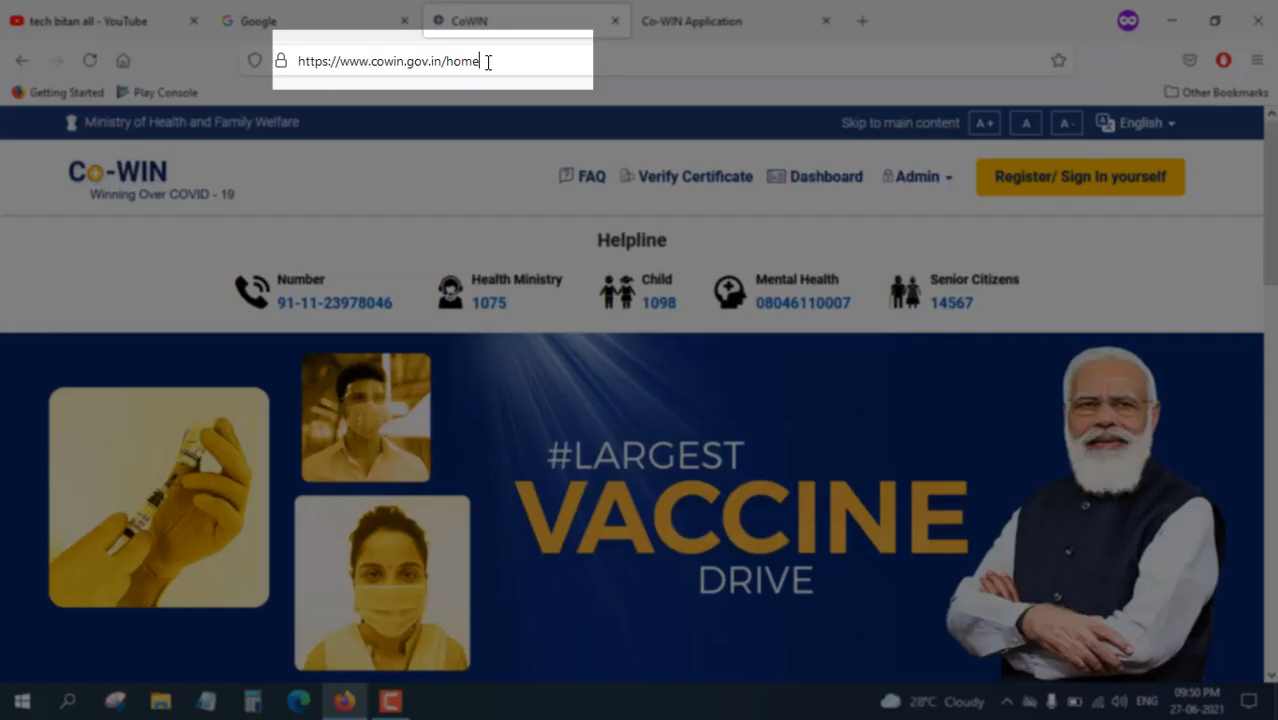 tech bitan all - YouTube
Google
CoWIN
Co-WIN Application
https://www.cowin.gov.in/home
Getting Started
Play Console
Other Bookmarks
Ministry of Health and Family Welfare
Skip to main content
A+
A
A-
English
Co-WIN
Winning Over COVID - 19
FAQ
Verify Certificate
Dashboard
Admin
Register/ Sign In yourself
Helpline
Number
91-11-23978046
Health Ministry
1075
Child
1098
Mental Health
08046110007
Senior Citizens
14567
#LARGEST
VACCINE
DRIVE
28°C Cloudy
ENG
09:50 PM
27-06-2021